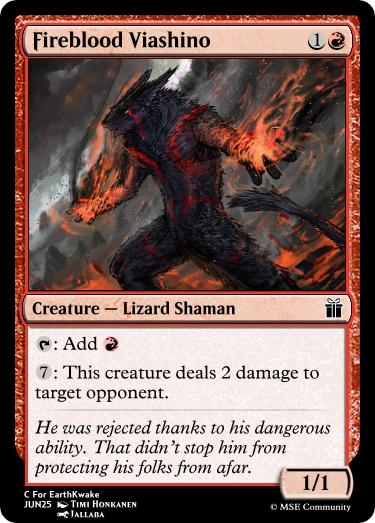 Fireblood Viashino 1
Creature — Lizard Shaman
: Add
7: This creature deals 2 damage to
target opponent.
He was rejected thanks to his dangerous
ability. That didn't stop him from
protecting his folks from afar.
1/1
C For EarthKwake
JUN25 Timi Honkanen
Jallaba
© MSE Community